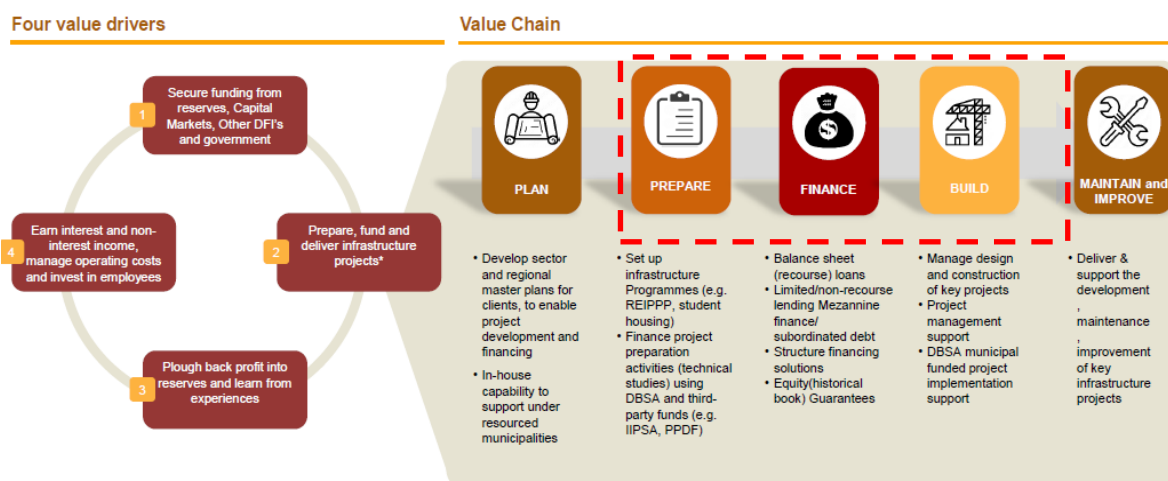 Four value drivers
Value Chain
1
Secure funding from
reserves, Capital
Markets, Other DFI's
and government
2
Prepare, fund and
deliver infrastructure
projects*
3
Plough back profit into
reserves and learn from
experiences
4
Earn interest and non-
interest income,
manage operating costs
and invest in employees
PLAN
• Develop sector
and regional
master plans for
clients, to enable
project
development and
financing
• In-house
capability to
support under
resourced
municipalities
PREPARE
• Set up
infrastructure
Programmes (e.g.
REIPPP, student
housing)
• Finance project
preparation
activities (technical
studies) using
DBSA and third-
party funds (e.g.
IIPSA, PPDF)
$
FINANCE
• Balance sheet
(recourse) loans
• Limited/non-recourse
lending Mezannine
finance/
subordinated debt
• Structure financing
solutions
• Equity(historical
book) Guarantees
BUILD
• Manage design
and construction
of key projects
• Project
management
support
• DBSA municipal
funded project
implementation
support
MAINTAIN and
IMPROVE
• Deliver &
support the
development
,
maintenance
,
improvement
of key
infrastructure
projects